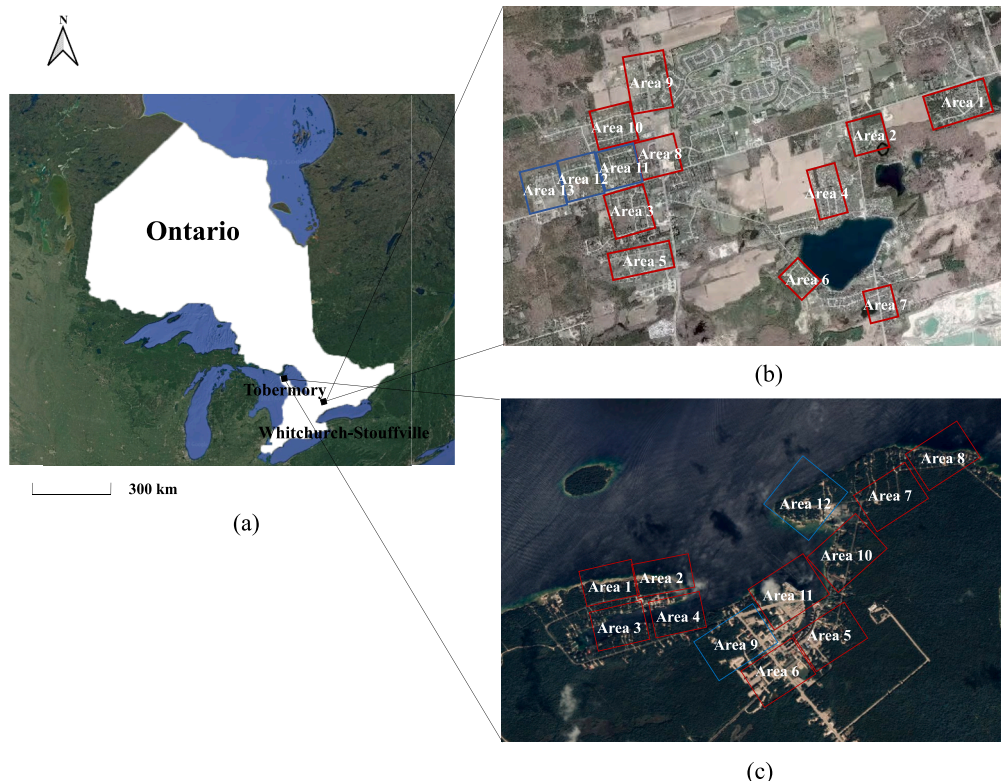 N
Ontario
Tobermory
Whitchurch-Stouffville
300 km
(a)
Area 9
Area 1
Area 10
Area 2
Area 8
Area 11
Area 12
Area 13
Area 4
Area 3
Area 5
Area 6
Area 7
(b)
Area 8
Area 7
Area 12
Area 10
Area 2
Area 1
Area 11
Area 4
Area 3
Area 5
Area 9
Area 6
(c)